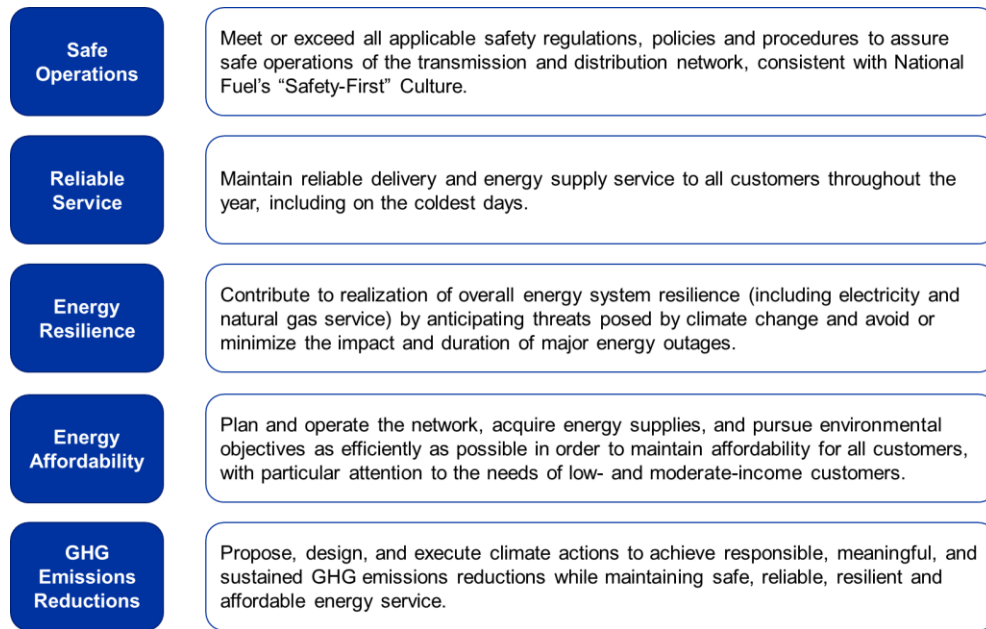 Safe
Operations
Meet or exceed all applicable safety regulations, policies and procedures to assure
safe operations of the transmission and distribution network, consistent with National
Fuel’s “Safety-First” Culture.
Reliable
Service
Maintain reliable delivery and energy supply service to all customers throughout the
year, including on the coldest days.
Energy
Resilience
Contribute to realization of overall energy system resilience (including electricity and
natural gas service) by anticipating threats posed by climate change and avoid or
minimize the impact and duration of major energy outages.
Energy
Affordability
Plan and operate the network, acquire energy supplies, and pursue environmental
objectives as efficiently as possible in order to maintain affordability for all customers,
with particular attention to the needs of low- and moderate-income customers.
GHG
Emissions
Reductions
Propose, design, and execute climate actions to achieve responsible, meaningful, and
sustained GHG emissions reductions while maintaining safe, reliable, resilient and
affordable energy service.